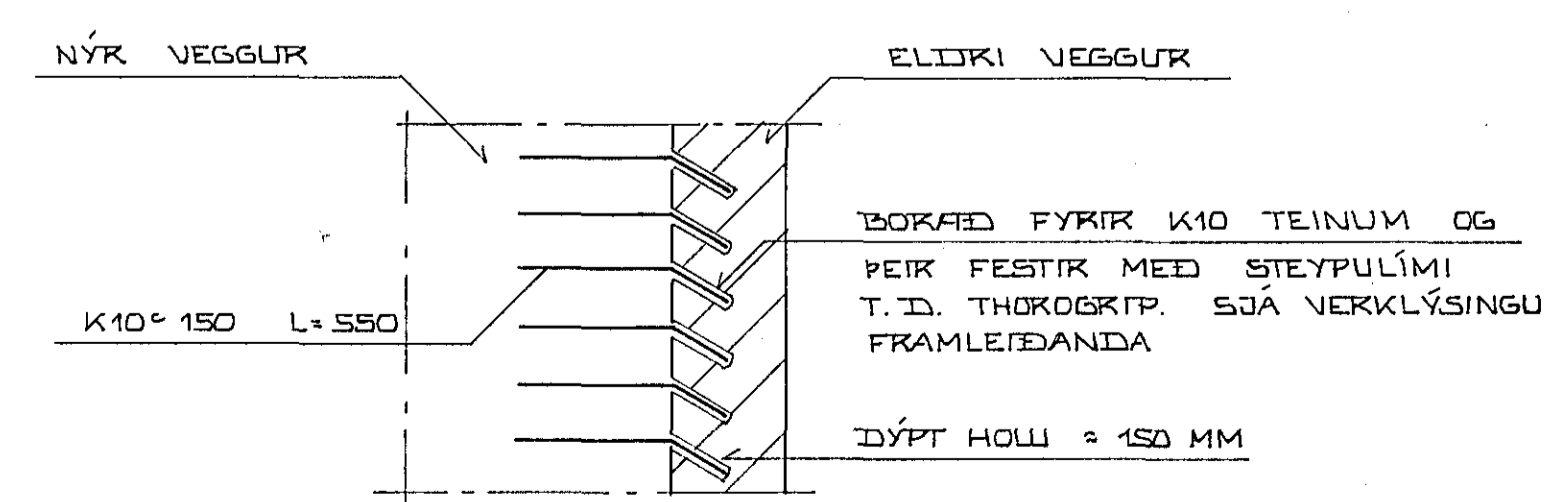 NÝR VEGGUR
ELDRI VEGGUR
BORAÐ FYRIR K10 TEINUM OG
ÞEIR FESTIR MEÐ STEYPULÍMI
T.D. THOROGRIP. SJÁ VERKLÝSINGU
FRAMLEIÐANDA
K10 c 150 L= 550
DÝPT HOLU = 150 MM